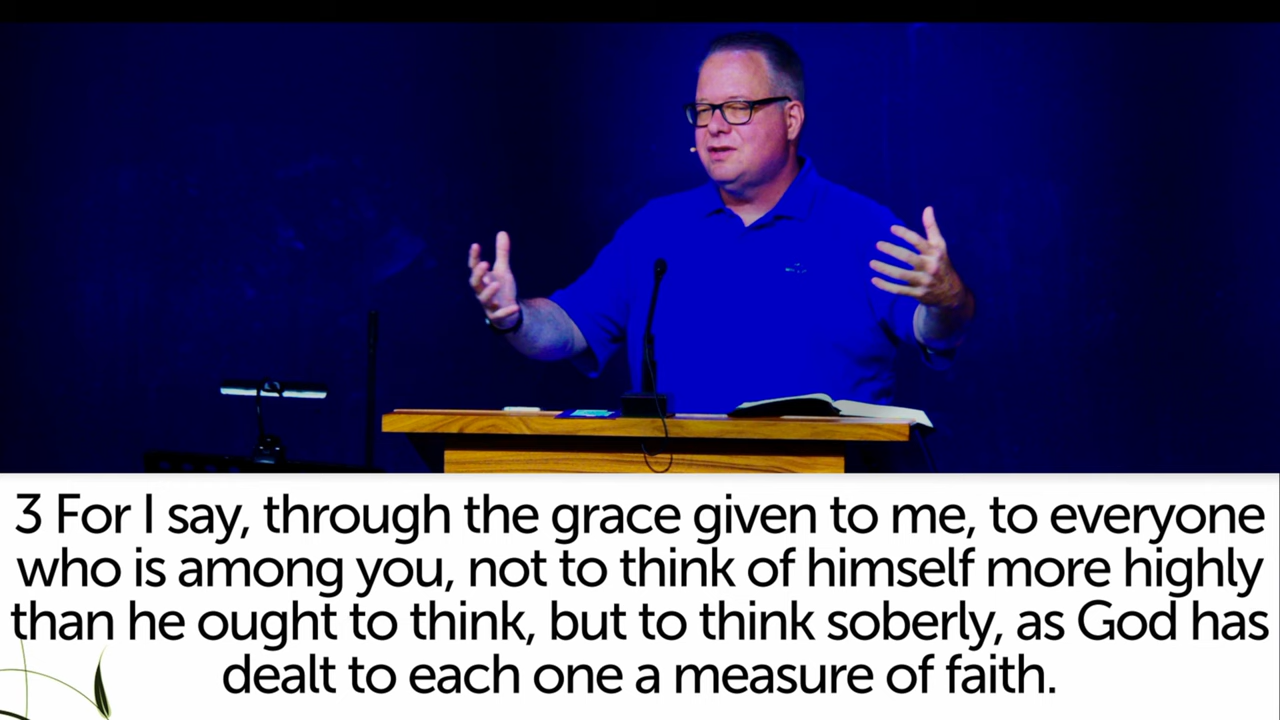 3 For I say, through the grace given to me, to everyone
who is among you, not to think of himself more highly
than he ought to think, but to think soberly, as God has
dealt to each one a measure of faith.